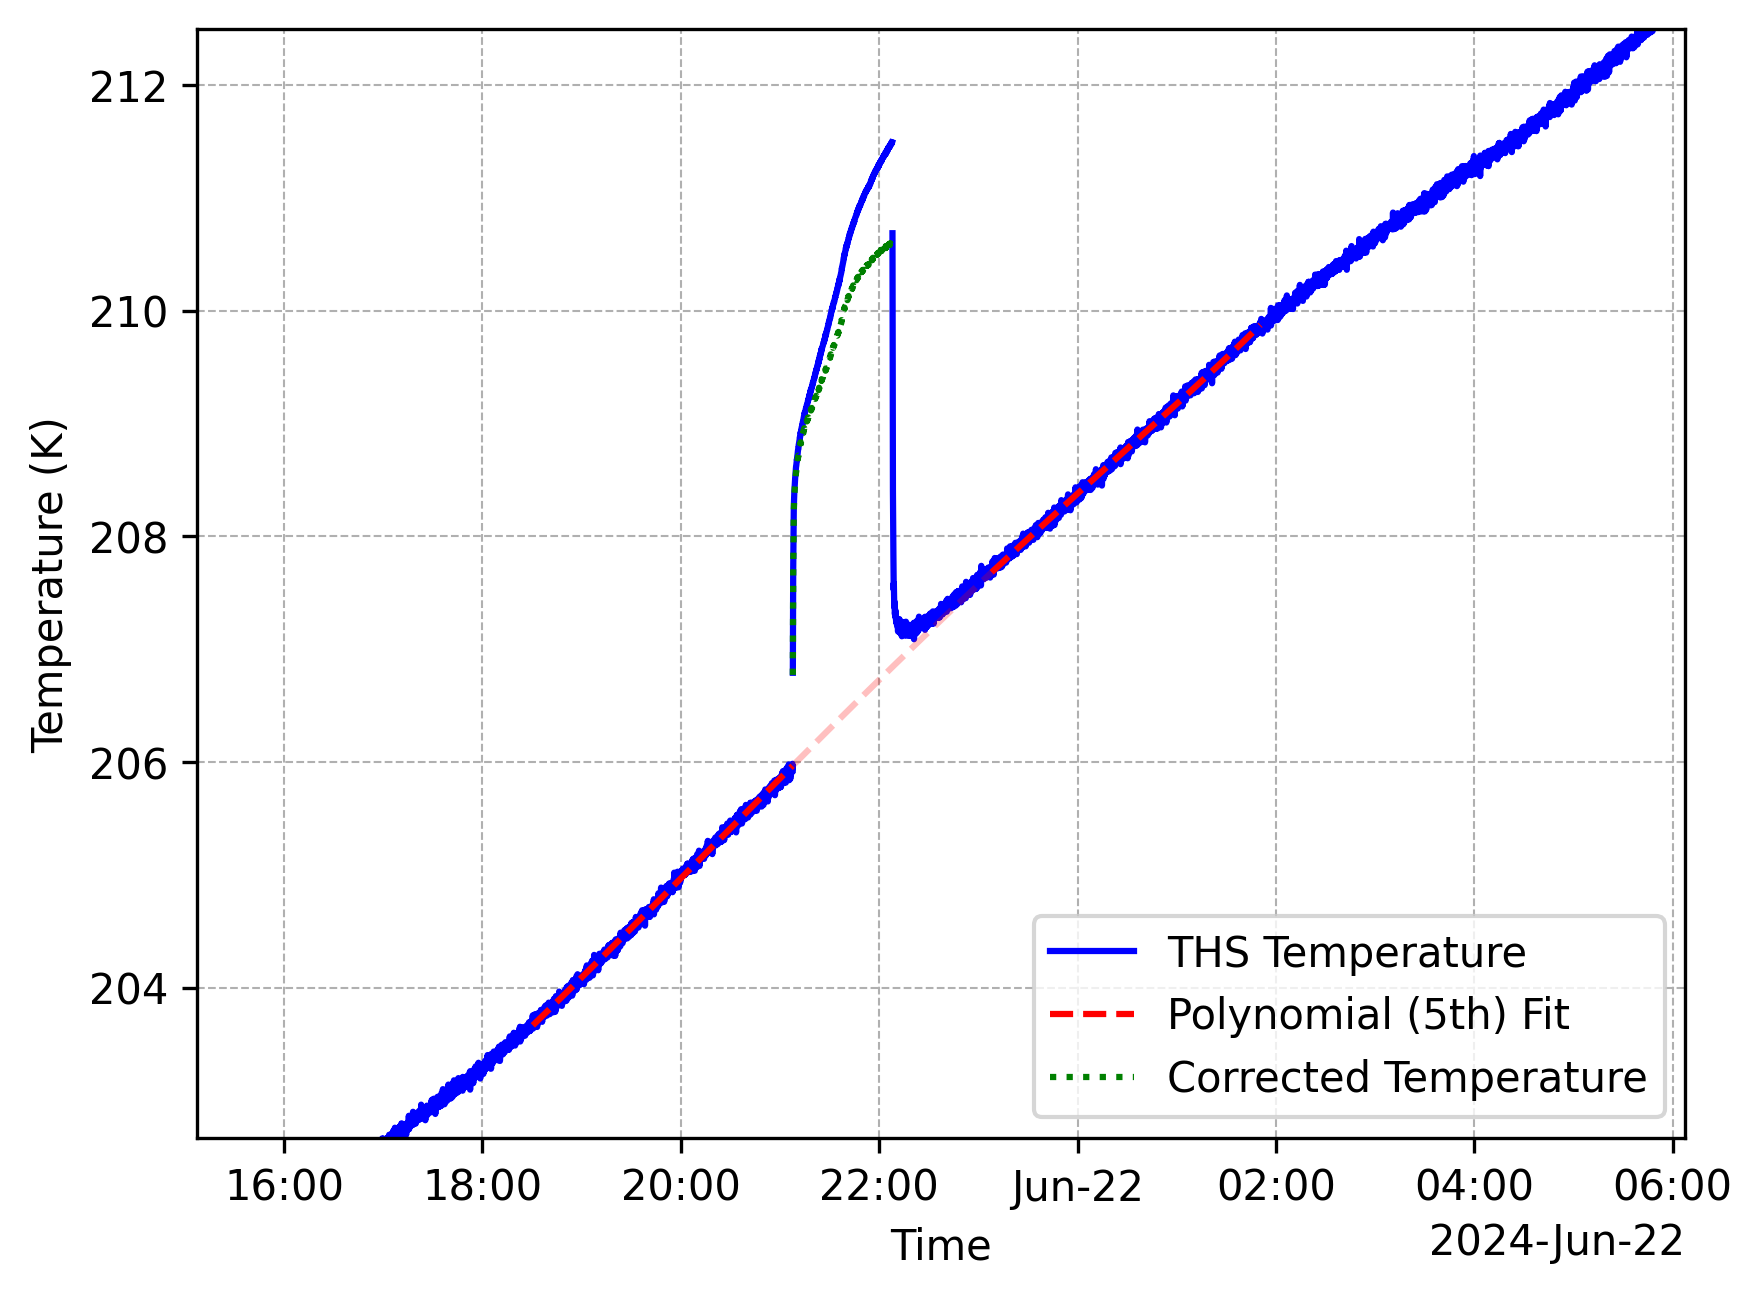 212
210
208
206
204
Temperature (K)
THS Temperature
Polynomial (5th) Fit
Corrected Temperature
16:00 18:00 20:00 22:00 Jun-22 02:00 04:00 06:00
Time
2024-Jun-22